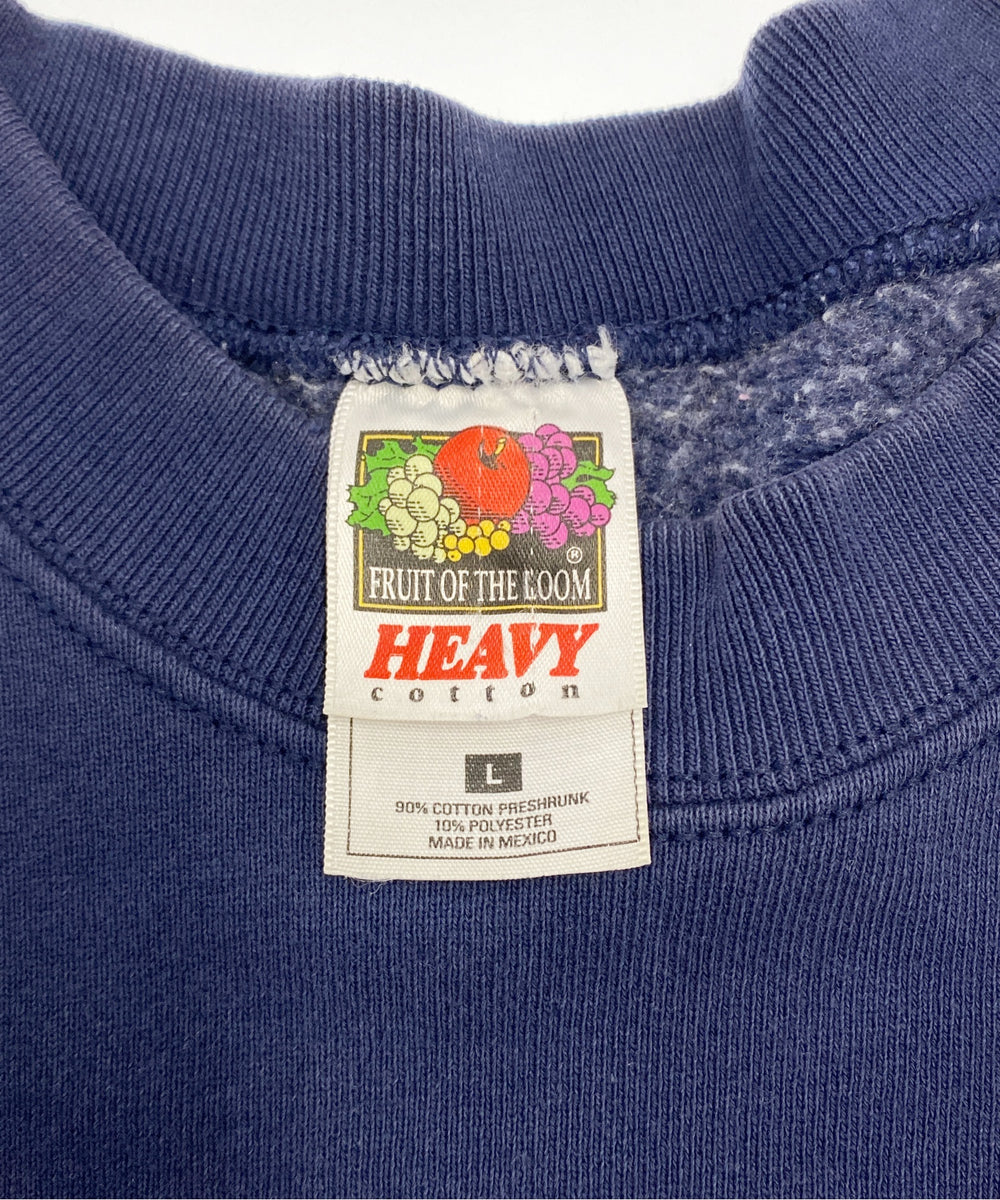 ®
FRUIT OF THE LOOM
HEAVY
cotton
L
90% COTTON PRESHRUNK
10% POLYESTER
MADE IN MEXICO